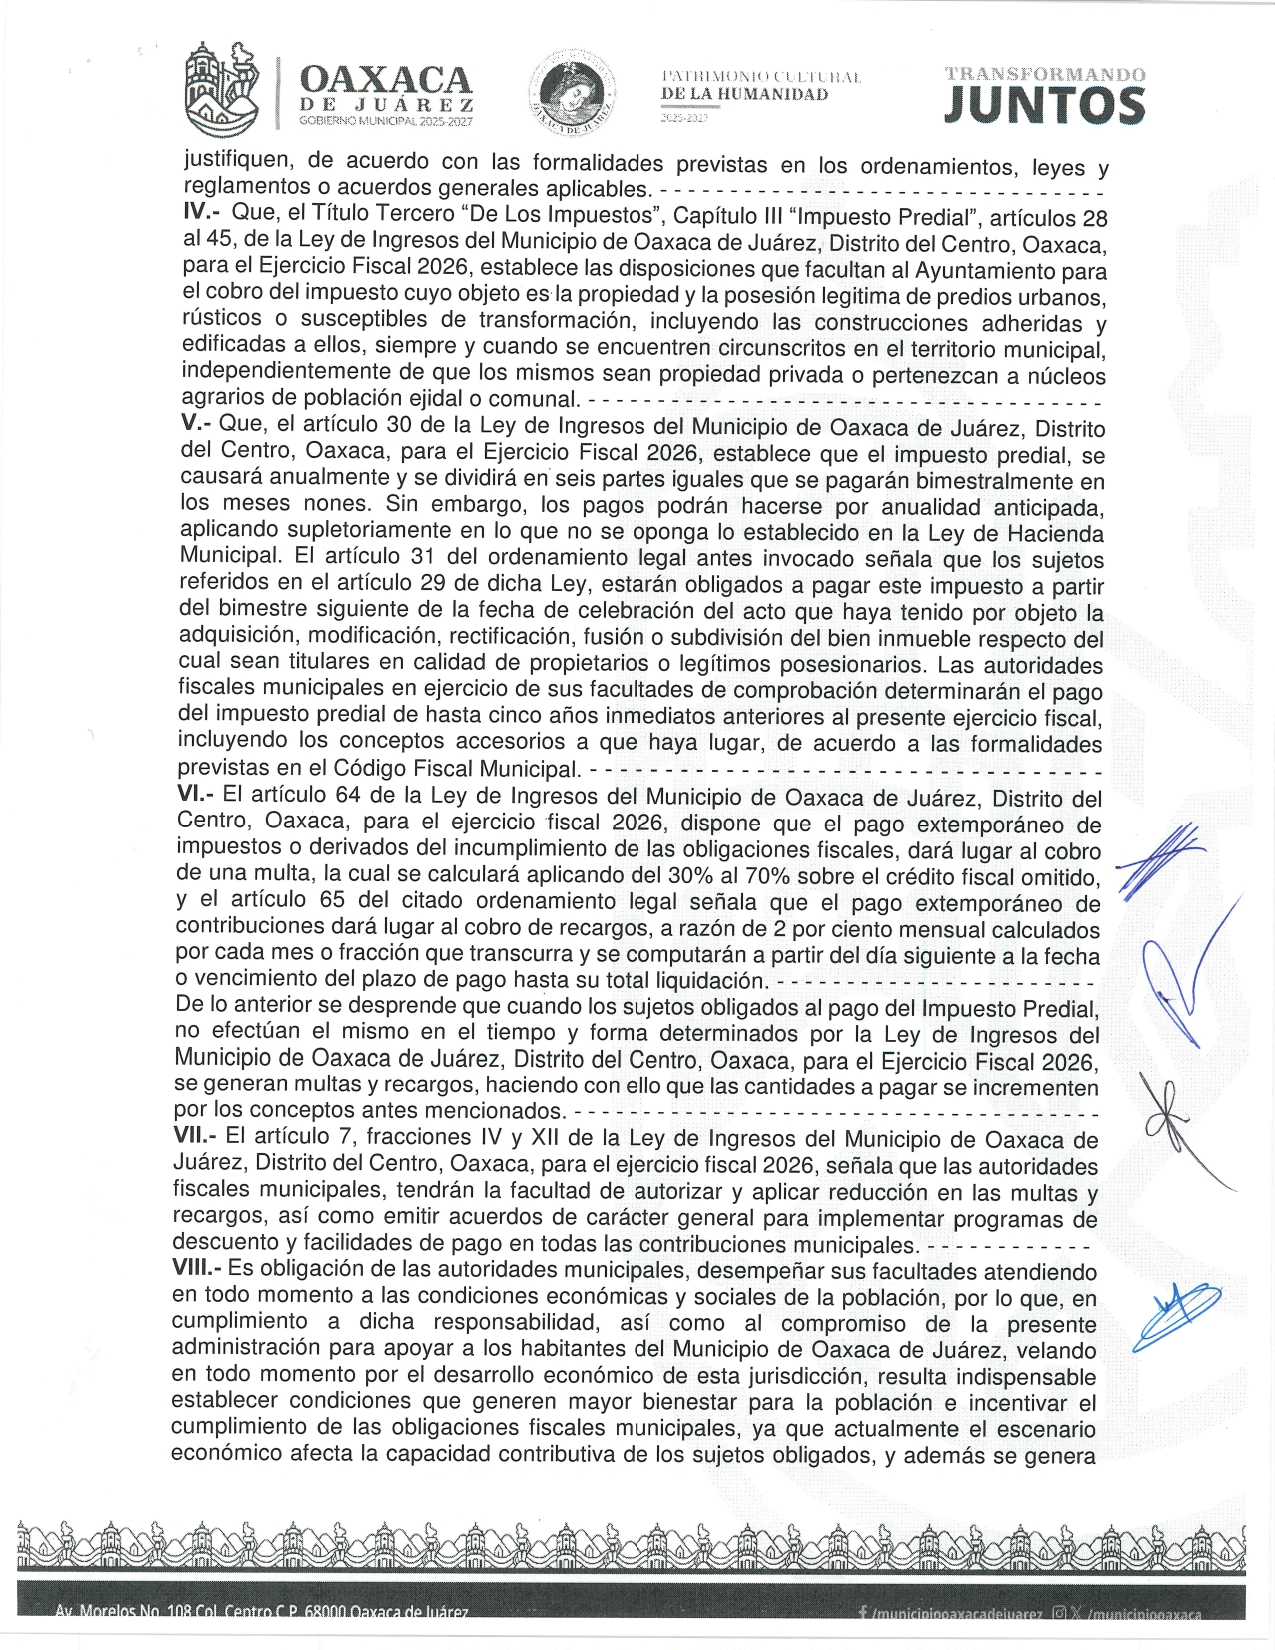 OAXACA
DE JUÁREZ
GOBIERNO MUNICIPAL 2025-2027
OAXACA DE JUÁREZ
PATRIMONIO CULTURAL
DE LA HUMANIDAD
2025-2027
TRANSFORMANDO
JUNTOS
justifiquen, de acuerdo con las formalidades previstas en los ordenamientos, leyes y
reglamentos o acuerdos generales aplicables. - - - - - - - - - - - - - - - - - - - - - - - - - - - - - - - -
IV.- Que, el Título Tercero “De Los Impuestos”, Capítulo III “Impuesto Predial”, artículos 28
al 45, de la Ley de Ingresos del Municipio de Oaxaca de Juárez, Distrito del Centro, Oaxaca,
para el Ejercicio Fiscal 2026, establece las disposiciones que facultan al Ayuntamiento para
el cobro del impuesto cuyo objeto es la propiedad y la posesión legitima de predios urbanos,
rústicos o susceptibles de transformación, incluyendo las construcciones adheridas y
edificadas a ellos, siempre y cuando se encuentren circunscritos en el territorio municipal,
independientemente de que los mismos sean propiedad privada o pertenezcan a núcleos
agrarios de población ejidal o comunal. - - - - - - - - - - - - - - - - - - - - - - - - - - - - - - - - - - - - -
V.- Que, el artículo 30 de la Ley de Ingresos del Municipio de Oaxaca de Juárez, Distrito
del Centro, Oaxaca, para el Ejercicio Fiscal 2026, establece que el impuesto predial, se
causará anualmente y se dividirá en seis partes iguales que se pagarán bimestralmente en
los meses nones. Sin embargo, los pagos podrán hacerse por anualidad anticipada,
aplicando supletoriamente en lo que no se oponga lo establecido en la Ley de Hacienda
Municipal. El artículo 31 del ordenamiento legal antes invocado señala que los sujetos
referidos en el artículo 29 de dicha Ley, estarán obligados a pagar este impuesto a partir
del bimestre siguiente de la fecha de celebración del acto que haya tenido por objeto la
adquisición, modificación, rectificación, fusión o subdivisión del bien inmueble respecto del
cual sean titulares en calidad de propietarios o legítimos posesionarios. Las autoridades
fiscales municipales en ejercicio de sus facultades de comprobación determinarán el pago
del impuesto predial de hasta cinco años inmediatos anteriores al presente ejercicio fiscal,
incluyendo los conceptos accesorios a que haya lugar, de acuerdo a las formalidades
previstas en el Código Fiscal Municipal. - - - - - - - - - - - - - - - - - - - - - - - - - - - - - - - - - - - - -
VI.- El artículo 64 de la Ley de Ingresos del Municipio de Oaxaca de Juárez, Distrito del
Centro, Oaxaca, para el ejercicio fiscal 2026, dispone que el pago extemporáneo de
impuestos o derivados del incumplimiento de las obligaciones fiscales, dará lugar al cobro
de una multa, la cual se calculará aplicando del 30% al 70% sobre el crédito fiscal omitido,
y el artículo 65 del citado ordenamiento legal señala que el pago extemporáneo de
contribuciones dará lugar al cobro de recargos, a razón de 2 por ciento mensual calculados
por cada mes o fracción que transcurra y se computarán a partir del día siguiente a la fecha
o vencimiento del plazo de pago hasta su total liquidación. - - - - - - - - - - - - - - - - - - - - - - -
De lo anterior se desprende que cuando los sujetos obligados al pago del Impuesto Predial,
no efectúan el mismo en el tiempo y forma determinados por la Ley de Ingresos del
Municipio de Oaxaca de Juárez, Distrito del Centro, Oaxaca, para el Ejercicio Fiscal 2026,
se generan multas y recargos, haciendo con ello que las cantidades a pagar se incrementen
por los conceptos antes mencionados. - - - - - - - - - - - - - - - - - - - - - - - - - - - - - - - - - - - - - -
VII.- El artículo 7, fracciones IV y XII de la Ley de Ingresos del Municipio de Oaxaca de
Juárez, Distrito del Centro, Oaxaca, para el ejercicio fiscal 2026, señala que las autoridades
fiscales municipales, tendrán la facultad de autorizar y aplicar reducción en las multas y
recargos, así como emitir acuerdos de carácter general para implementar programas de
descuento y facilidades de pago en todas las contribuciones municipales. - - - - - - - - - - - -
VIII.- Es obligación de las autoridades municipales, desempeñar sus facultades atendiendo
en todo momento a las condiciones económicas y sociales de la población, por lo que, en
cumplimiento a dicha responsabilidad, así como al compromiso de la presente
administración para apoyar a los habitantes del Municipio de Oaxaca de Juárez, velando
en todo momento por el desarrollo económico de esta jurisdicción, resulta indispensable
establecer condiciones que generen mayor bienestar para la población e incentivar el
cumplimiento de las obligaciones fiscales municipales, ya que actualmente el escenario
económico afecta la capacidad contributiva de los sujetos obligados, y además se genera
Av. Morelos No. 108 Col. Centro C.P. 68000 Oaxaca de Juárez
/municipiooaxacadejuarez /municipiooaxaca